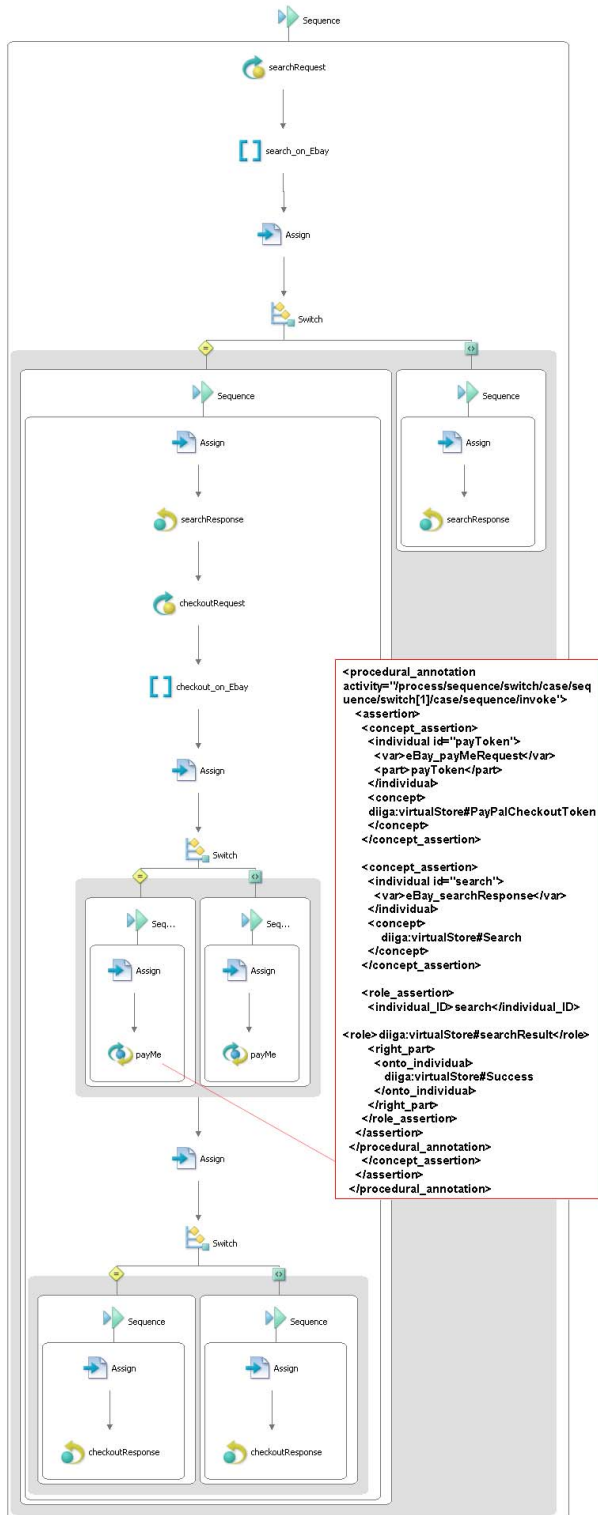 Sequence
searchRequest
search_on_Ebay
Assign
Switch
=
<>
Sequence
Sequence
Assign
Assign
searchResponse
searchResponse
checkoutRequest
checkout_on_Ebay
Assign
Switch
=
<>
Seq...
Seq...
Assign
Assign
payMe
payMe
Assign
Switch
=
<>
Sequence
Sequence
Assign
Assign
checkoutResponse
checkoutResponse
<procedural_annotation
activity="/process/sequence/switch/case/seq
uence/switch[1]/case/sequence/invoke">
<assertion>
<concept_assertion>
<individual id="payToken">
<var>eBay_payMeRequest</var>
<part>payToken</part>
</individual>
<concept>
diiga:virtualStore#PayPalCheckoutToken
</concept>
</concept_assertion>
<concept_assertion>
<individual id="search">
<var>eBay_searchResponse</var>
</individual>
<concept>
diiga:virtualStore#Search
</concept>
</concept_assertion>
<role_assertion>
<individual_ID>search</individual_ID>
<role>diiga:virtualStore#searchResult</role>
<right_part>
<onto_individual>
diiga:virtualStore#Success
</onto_individual>
</right_part>
</role_assertion>
</assertion>
</procedural_annotation>
</concept_assertion>
</assertion>
</procedural_annotation>